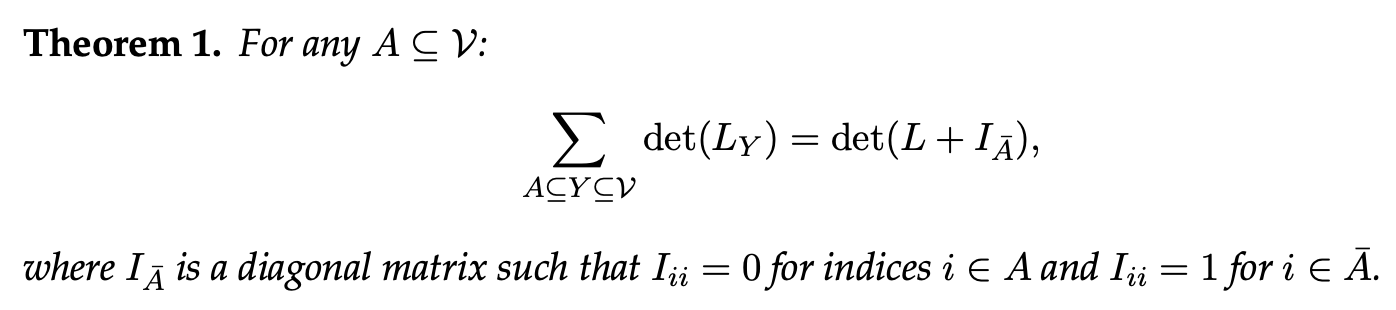 Theorem 1. For any A ⊆ 𝒱:
∑ det(L_Y) = det(L + I_Ā),
A⊆Y⊆𝒱
where I_Ā is a diagonal matrix such that I_ii = 0 for indices i ∈ A and I_ii = 1 for i ∈ Ā.